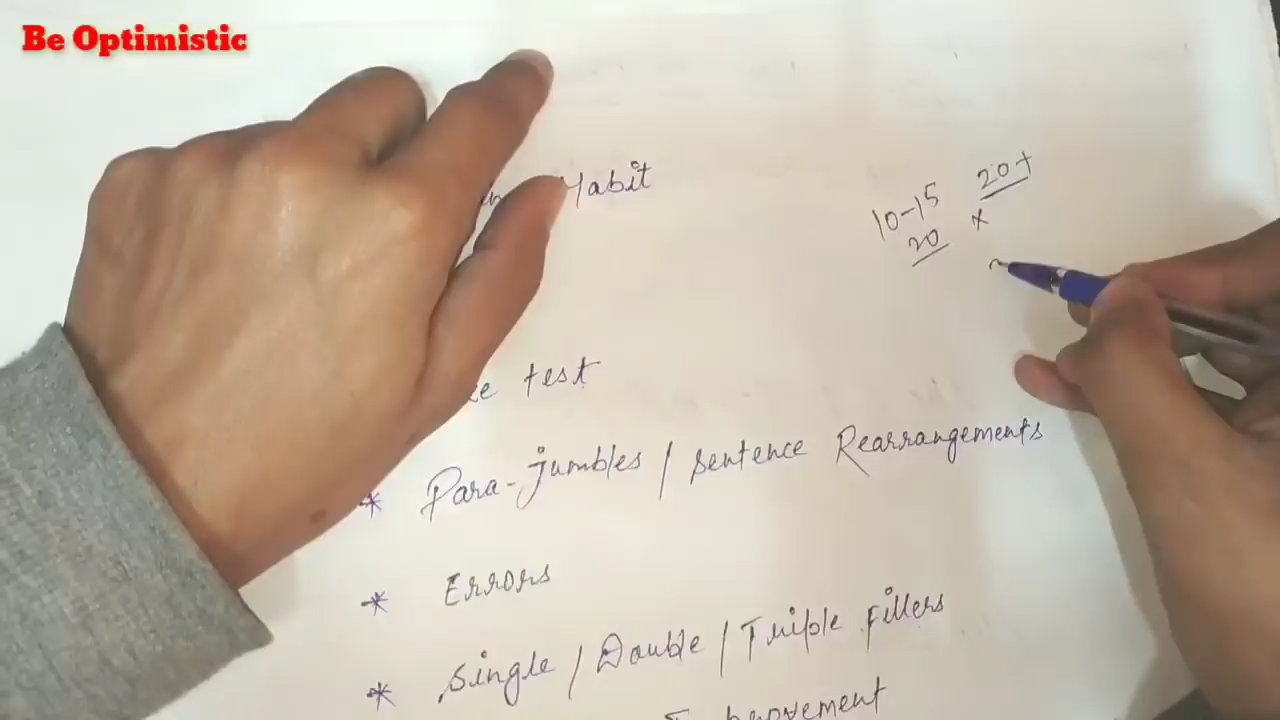 Be Optimistic
Habit
20+
10-15 x
20
test
* Para-jumbles / sentence Rearrangements
* Errors
* Single / Double / Triple fillers